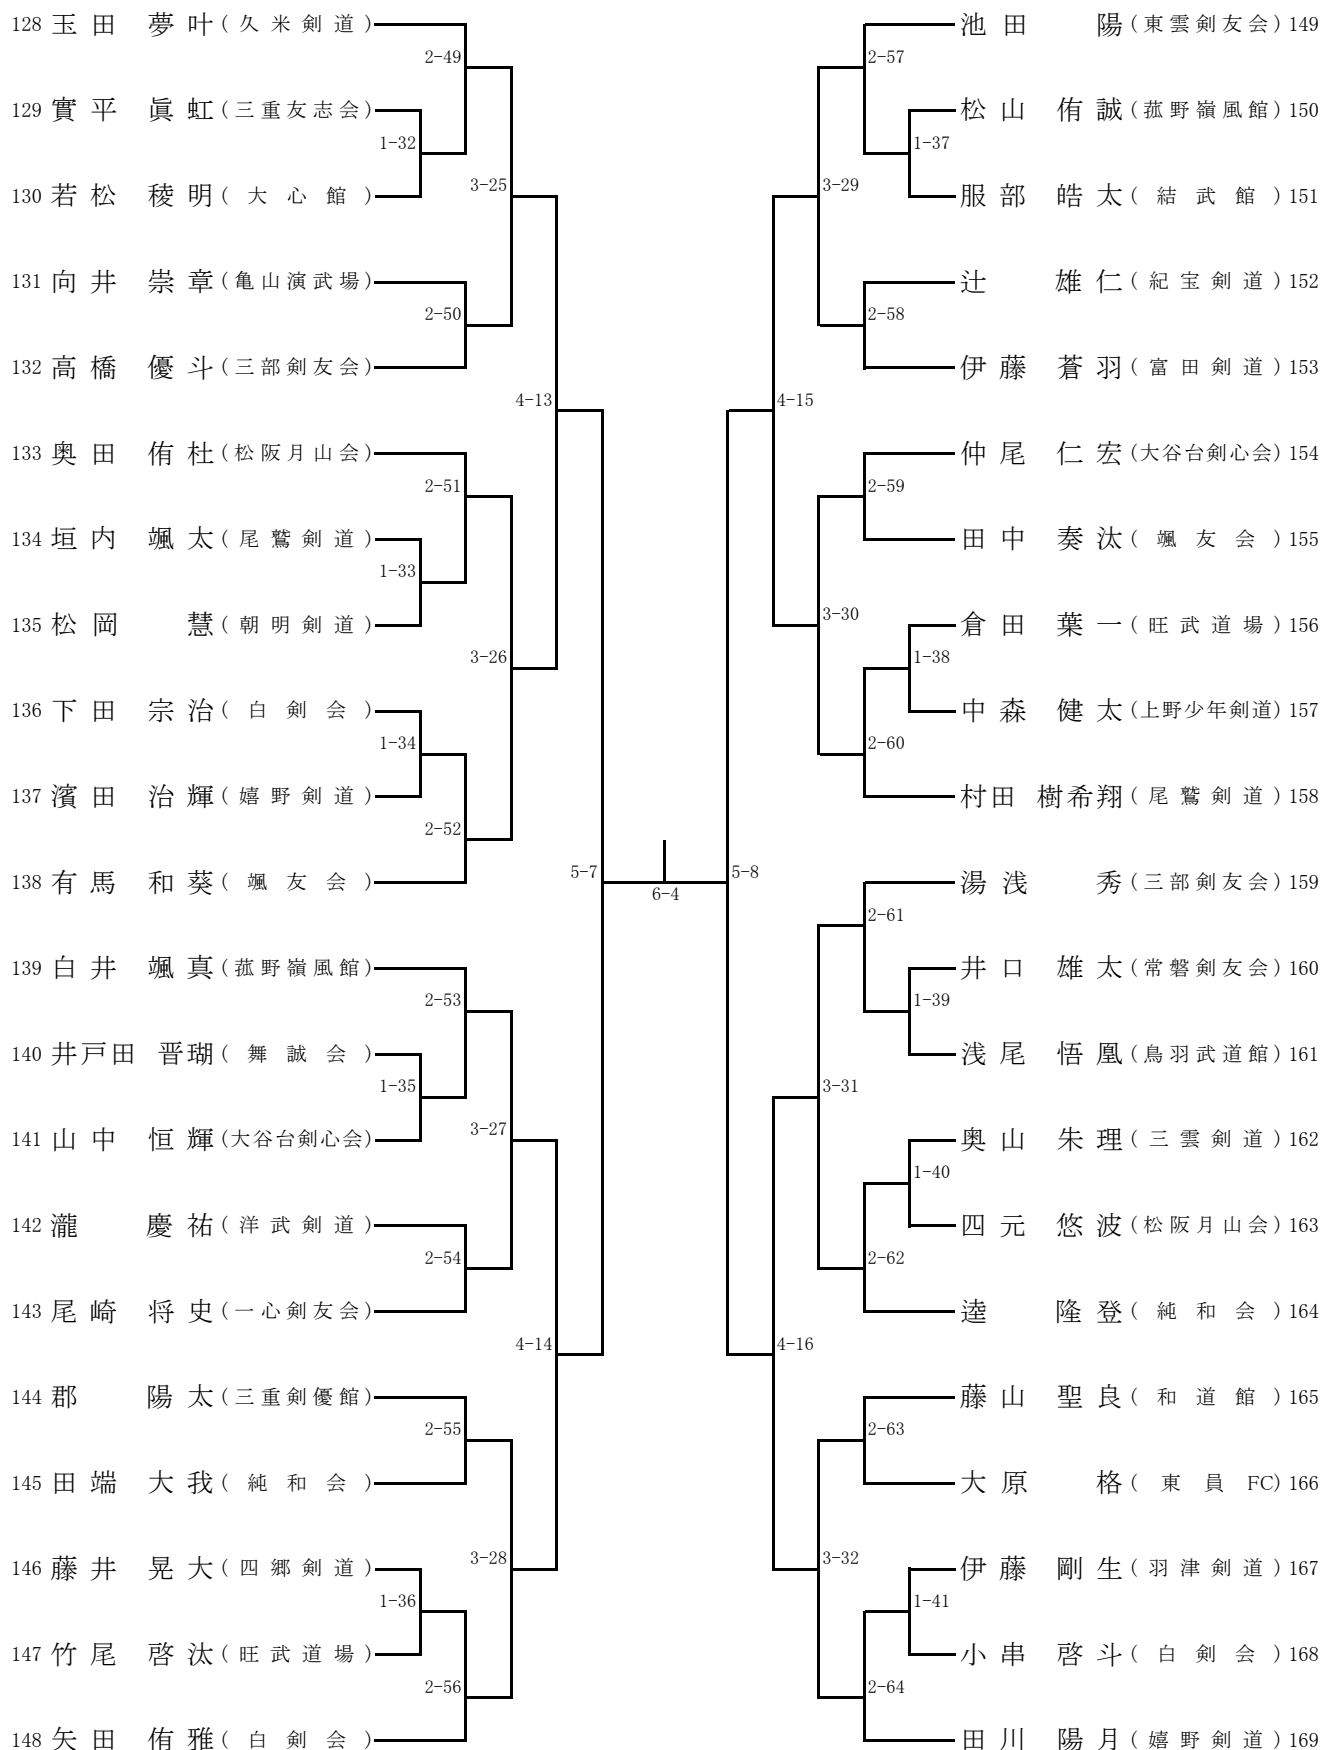 128 玉田 夢叶 (久米剣道)
2-49
129 實平 眞虹 (三重友志会)
1-32
130 若松 稜明 (大心館)
3-25
131 向井 崇章 (亀山演武場)
2-50
132 高橋 優斗 (三部剣友会)
4-13
133 奥田 侑杜 (松阪月山会)
2-51
134 垣内 颯太 (尾鷲剣道)
1-33
135 松岡 慧 (朝明剣道)
3-26
136 下田 宗治 (白剣会)
1-34
137 濱田 治輝 (嬉野剣道)
2-52
138 有馬 和葵 (颯友会)
5-7
139 白井 颯真 (菰野嶺風館)
2-53
140 井戸田 晋瑚 (舞誠会)
1-35
141 山中 恒輝 (大谷台剣心会)
3-27
142 瀧 慶祐 (洋武剣道)
2-54
143 尾崎 将史 (一心剣友会)
4-14
144 郡 陽太 (三重剣優館)
2-55
145 田端 大我 (純和会)
3-28
146 藤井 晃大 (四郷剣道)
1-36
147 竹尾 啓汰 (旺武道場)
2-56
148 矢田 侑雅 (白剣会)
6-4
池田 陽 (東雲剣友会) 149
2-57
松山 侑誠 (菰野嶺風館) 150
1-37
服部 皓太 (結武館) 151
3-29
辻 雄仁 (紀宝剣道) 152
2-58
伊藤 蒼羽 (富田剣道) 153
4-15
仲尾 仁宏 (大谷台剣心会) 154
2-59
田中 奏汰 (颯友会) 155
3-30
倉田 葉一 (旺武道場) 156
1-38
中森 健太 (上野少年剣道) 157
2-60
村田 樹希翔 (尾鷲剣道) 158
5-8
湯浅 秀 (三部剣友会) 159
2-61
井口 雄太 (常磐剣友会) 160
1-39
浅尾 悟凰 (鳥羽武道館) 161
3-31
奥山 朱理 (三雲剣道) 162
1-40
四元 悠波 (松阪月山会) 163
2-62
逵 隆登 (純和会) 164
4-16
藤山 聖良 (和道館) 165
2-63
大原 格 (東員FC) 166
3-32
伊藤 剛生 (羽津剣道) 167
1-41
小串 啓斗 (白剣会) 168
2-64
田川 陽月 (嬉野剣道) 169